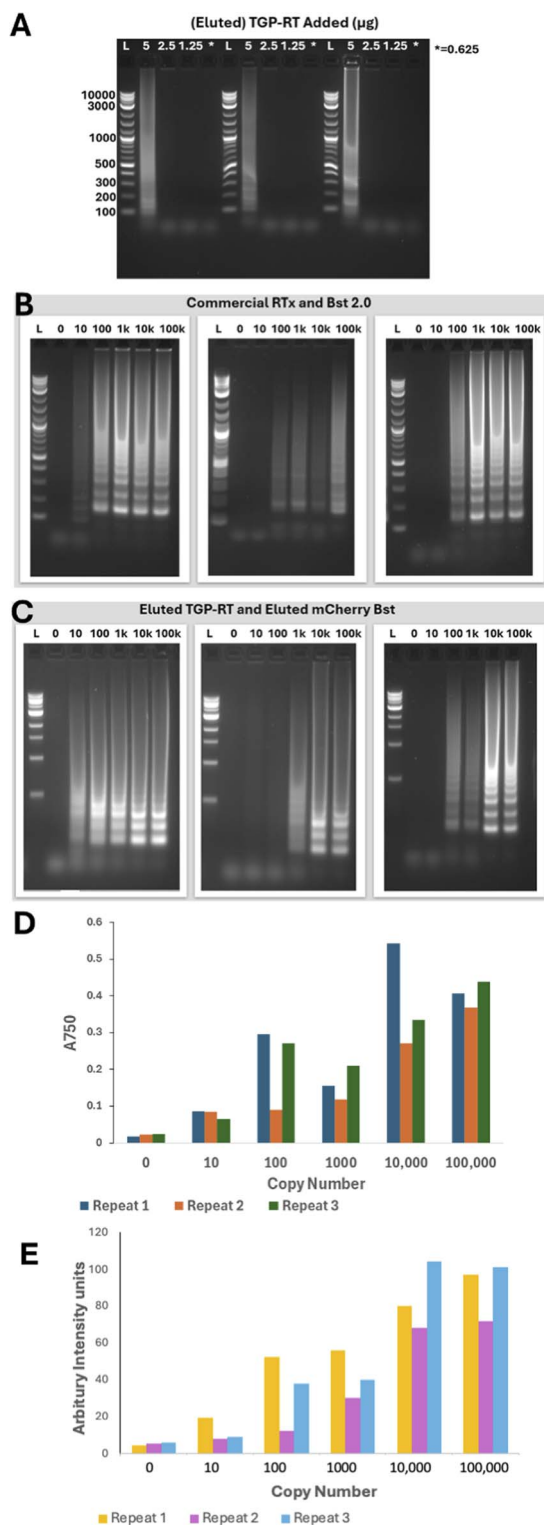 A
(Eluted) TGP-RT Added (µg)
L 5 2.5 1.25 * L 5 2.5 1.25 * L 5 2.5 1.25 *
*=0.625
10000
3000
1000
500
300
200
100
B
Commercial RTx and Bst 2.0
L 0 10 100 1k 10k 100k L 0 10 100 1k 10k 100k L 0 10 100 1k 10k 100k
C
Eluted TGP-RT and Eluted mCherry Bst
L 0 10 100 1k 10k 100k L 0 10 100 1k 10k 100k L 0 10 100 1k 10k 100k
D
0.6
0.5
0.4
0.3
0.2
0.1
0
A750
0 10 100 1000 10,000 100,000
Copy Number
Repeat 1 Repeat 2 Repeat 3
E
120
100
80
60
40
20
0
Arbitury Intensity units
0 10 100 1000 10,000 100,000
Copy Number
Repeat 1 Repeat 2 Repeat 3